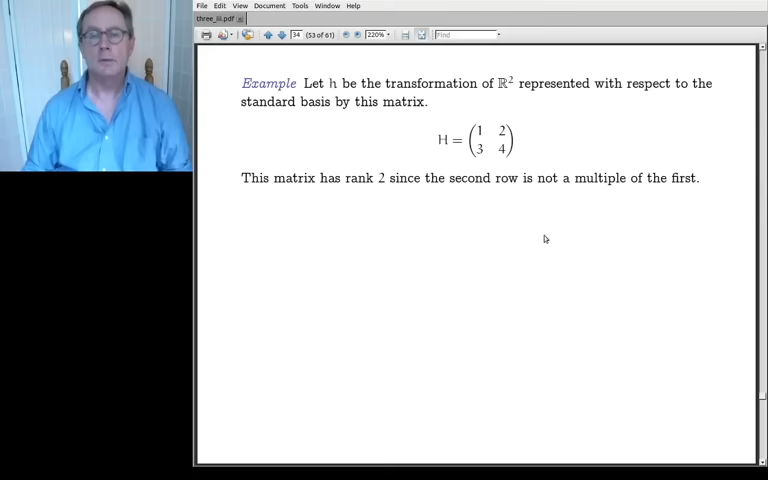 File Edit View Document Tools Window Help
three_iii.pdf
34 (53 of 61) 220% Find
Example Let h be the transformation of ℝ² represented with respect to the
standard basis by this matrix.
H = (1 2
3 4)
This matrix has rank 2 since the second row is not a multiple of the first.